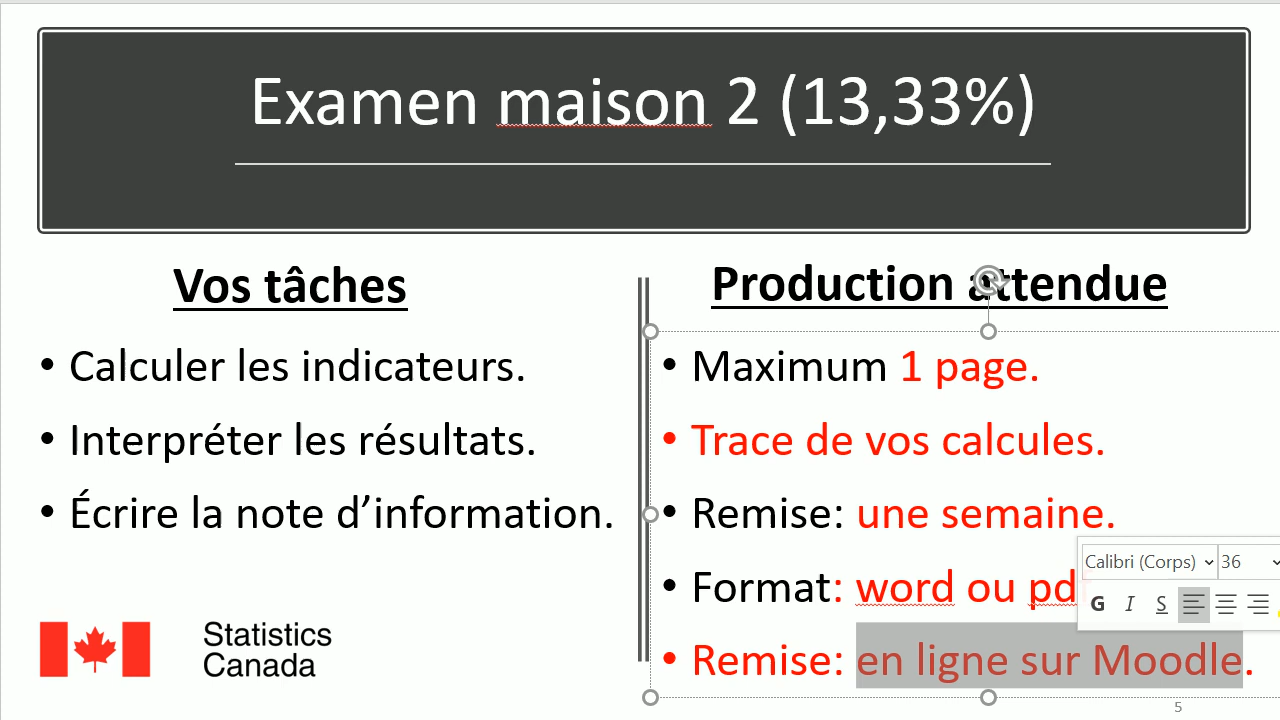 Examen maison 2 (13,33%)
Vos tâches
• Calculer les indicateurs.
• Interpréter les résultats.
• Écrire la note d’information.
Statistics
Canada
Production attendue
• Maximum 1 page.
• Trace de vos calcules.
• Remise: une semaine.
• Format: word ou pd
• Remise: en ligne sur Moodle.
Calibri (Corps) 36
G I S
5